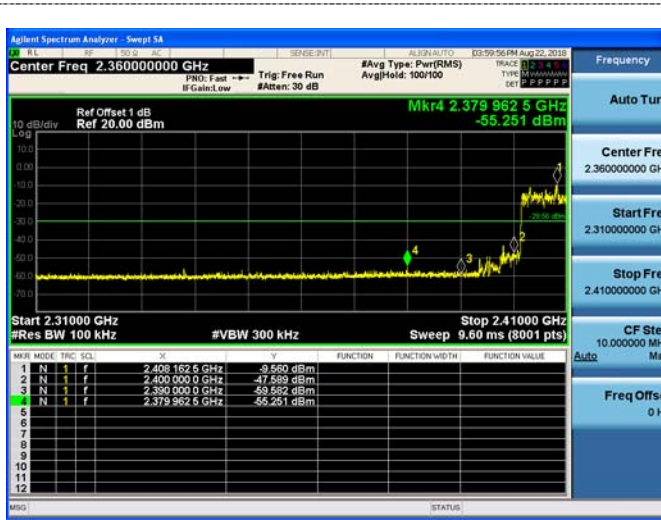 Agilent Spectrum Analyzer - Swept SA
RL RF 50 Ω AC SENSE:INT ALIGN AUTO 03:59:56 PM Aug 22, 2018
Center Freq 2.360000000 GHz #Avg Type: Pwr(RMS) TRACE 1 2 3 4 5 6
PNO: Fast Trig: Free Run Avg|Hold: 100/100 TYPE M
IFGain:Low #Atten: 30 dB DET P P P P P P
Frequency
Auto Tun
Mkr4 2.379 962 5 GHz
-55.251 dBm
Ref Offset 1 dB
10 dB/div Ref 20.00 dBm
Log
10.0
0.00
-10.0
-20.0
-30.0
-40.0
-50.0
-60.0
-70.0
1
-29.56 dBm
2
3
4
Center Fre
2.360000000 GH
Start Fre
2.310000000 GH
Stop Fre
2.410000000 GH
CF Ste
10.000000 MH
Auto Ma
Freq Offs
0 H
Start 2.31000 GHz Stop 2.41000 GHz
#Res BW 100 kHz #VBW 300 kHz Sweep 9.60 ms (8001 pts)
MKR MODE TRC SCL X Y FUNCTION FUNCTION WIDTH FUNCTION VALUE
1 N 1 f 2.408 162 5 GHz -9.560 dBm
2 N 1 f 2.400 000 0 GHz -47.589 dBm
3 N 1 f 2.390 000 0 GHz -59.582 dBm
4 N 1 f 2.379 962 5 GHz -55.251 dBm
5
6
7
8
9
10
11
12
MSG STATUS